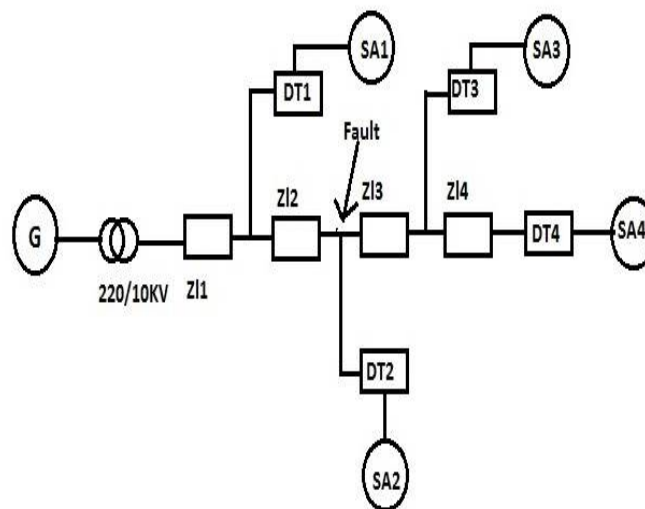 SA1
SA3
DT1
DT3
Fault
Zl2
Zl3
Zl4
G
DT4
SA4
220/10KV
Zl1
DT2
SA2